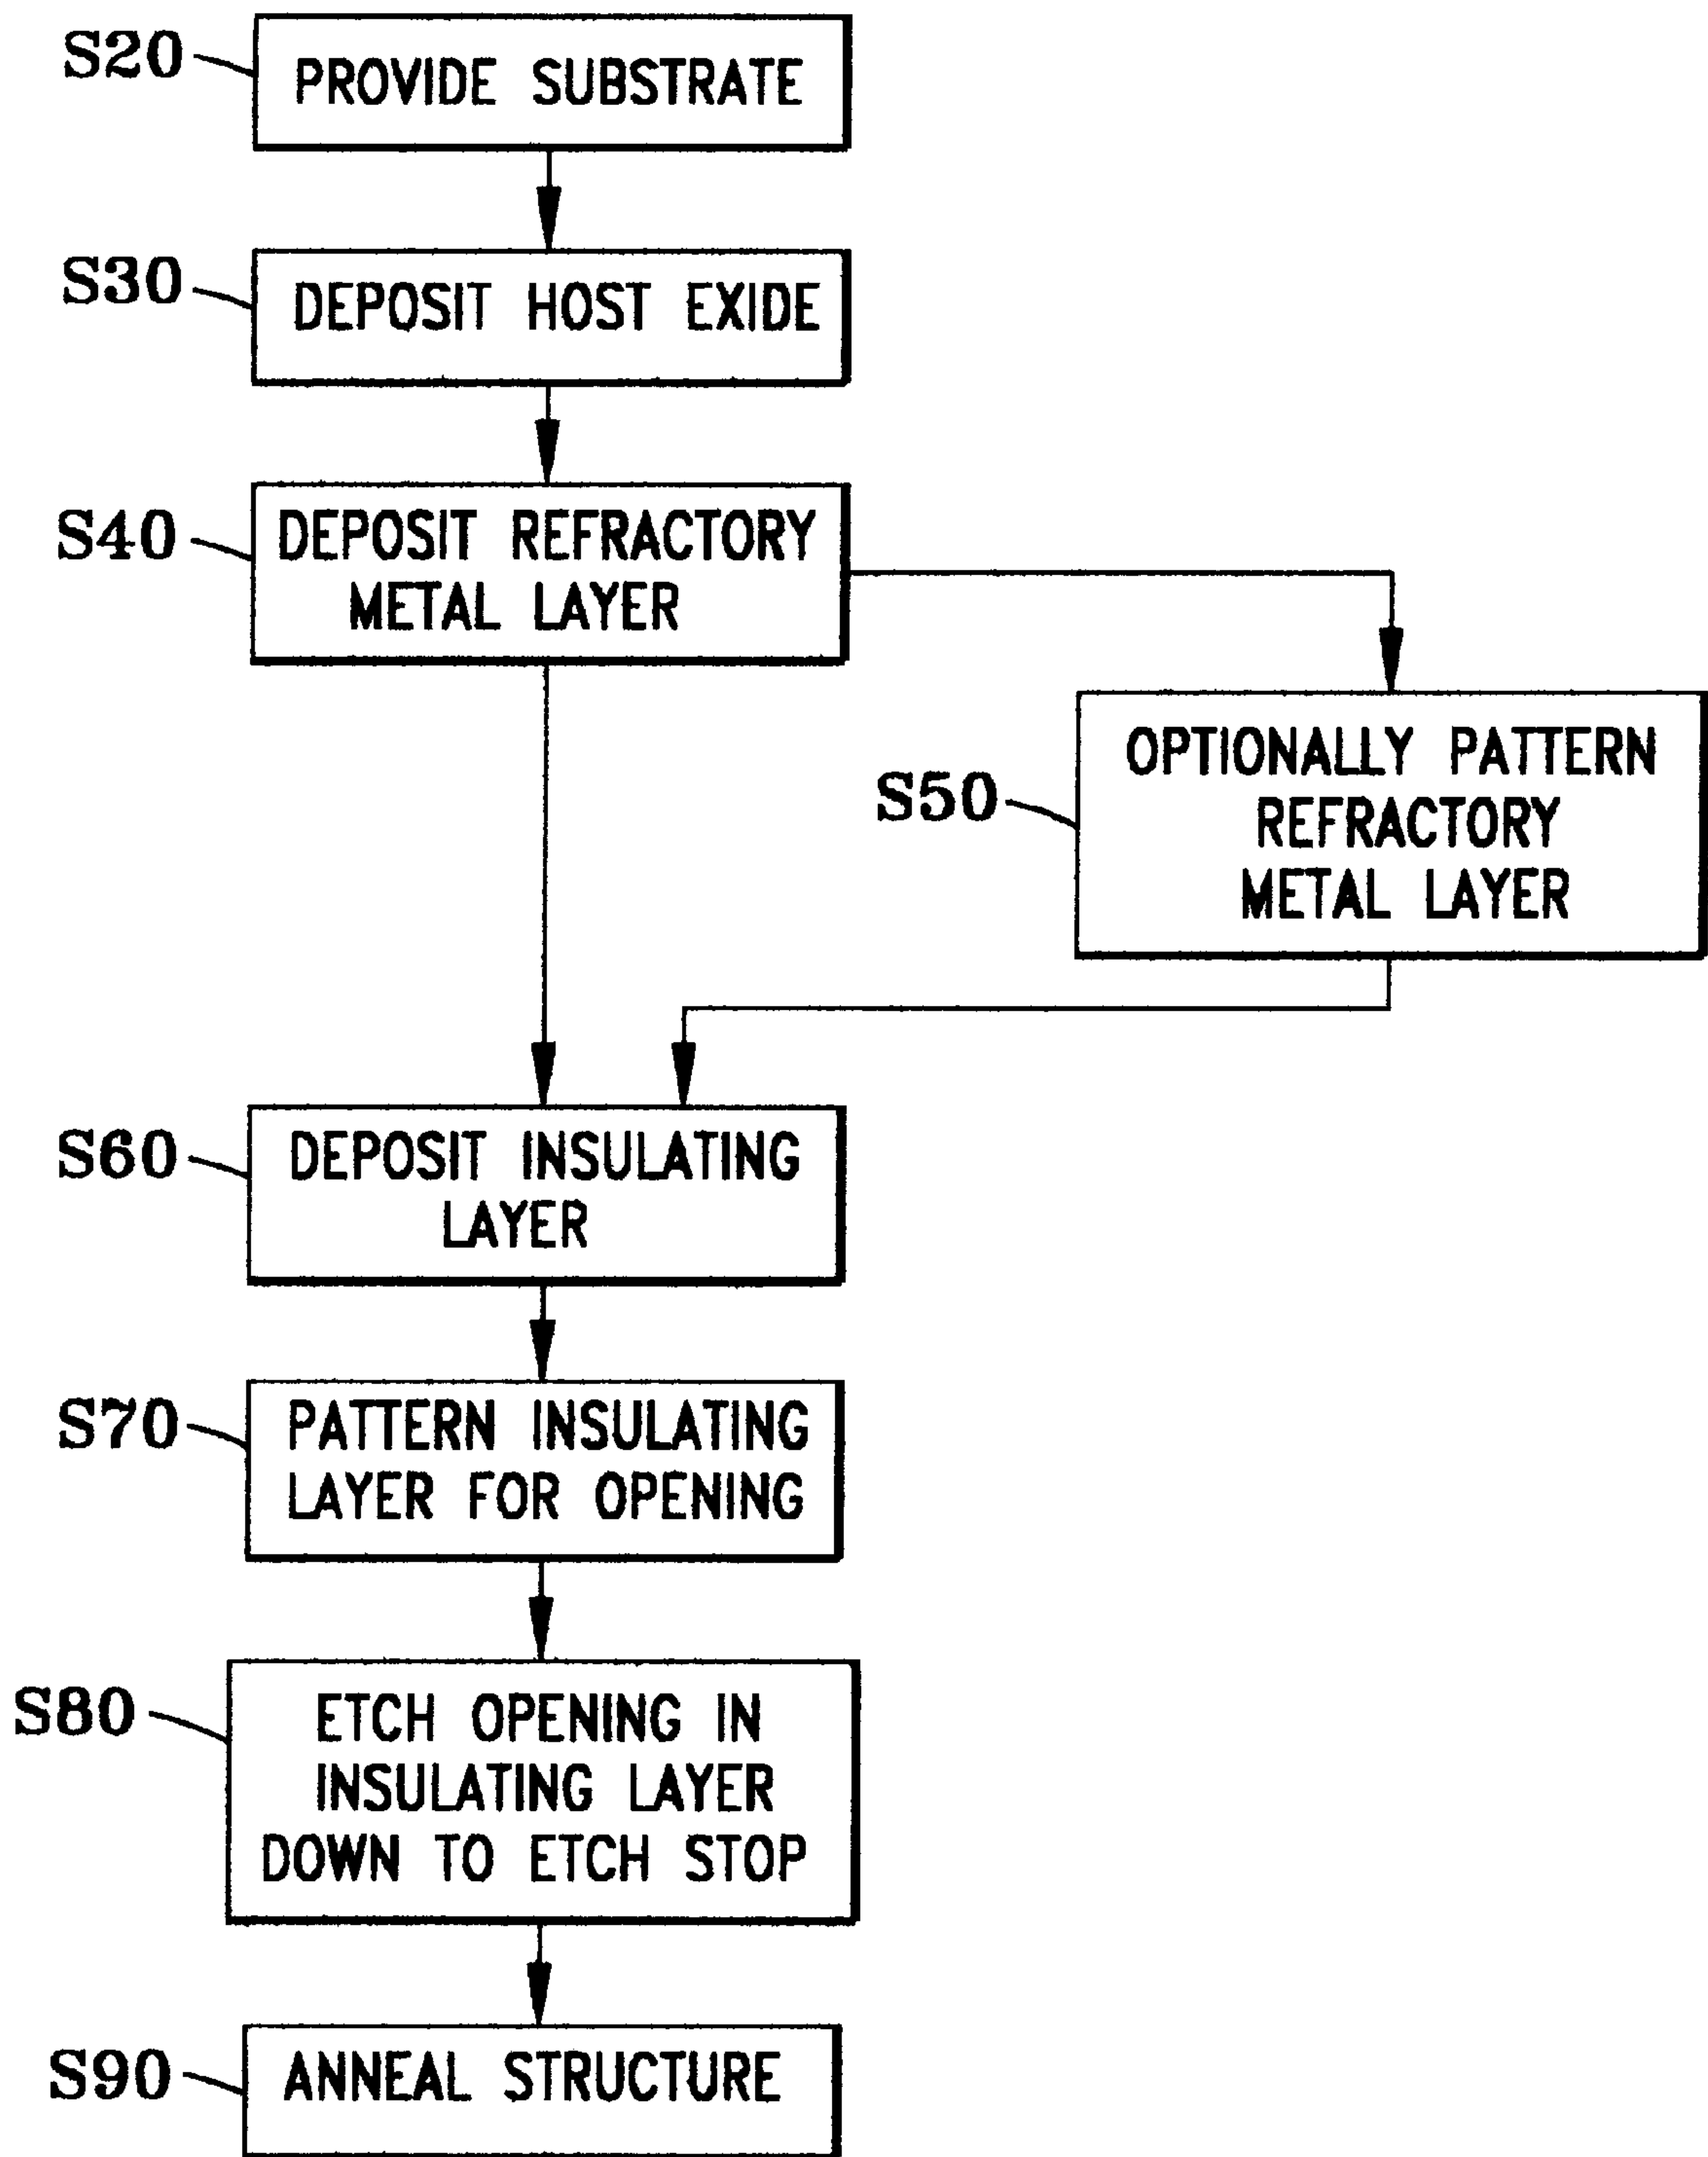 S20
PROVIDE SUBSTRATE
S30
DEPOSIT HOST EXIDE
S40
DEPOSIT REFRACTORY
METAL LAYER
S50
OPTIONALLY PATTERN
REFRACTORY
METAL LAYER
S60
DEPOSIT INSULATING
LAYER
S70
PATTERN INSULATING
LAYER FOR OPENING
S80
ETCH OPENING IN
INSULATING LAYER
DOWN TO ETCH STOP
S90
ANNEAL STRUCTURE